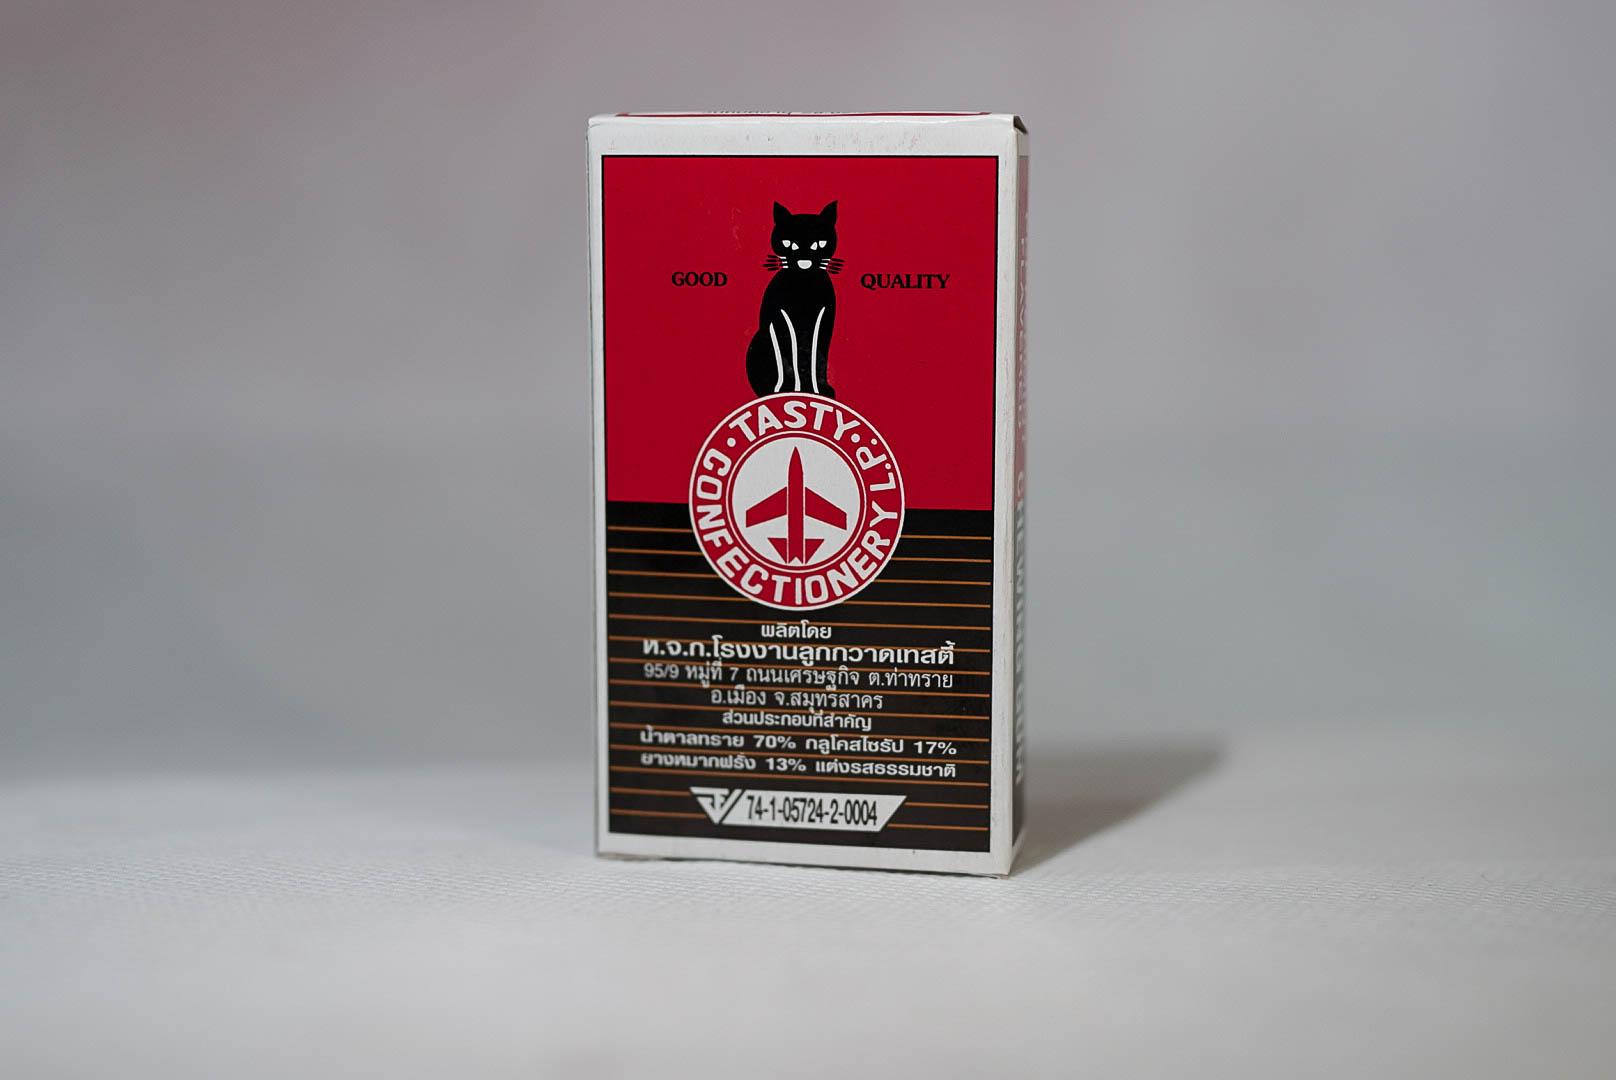 GOOD QUALITY
• TASTY •
CONFECTIONERY L.P.
ผลิตโดย
ห.จ.ก.โรงงานลูกกวาดเทสตี้
95/9 หมู่ที่ 7 ถนนเศรษฐกิจ ต.ท่าทราย
อ.เมือง จ.สมุทรสาคร
ส่วนประกอบที่สำคัญ
น้ำตาลทราย 70% กลูโคสไซรัป 17%
ยางหมากฝรั่ง 13% แต่งรสธรรมชาติ
74-1-05724-2-0004
CHEWING GUM